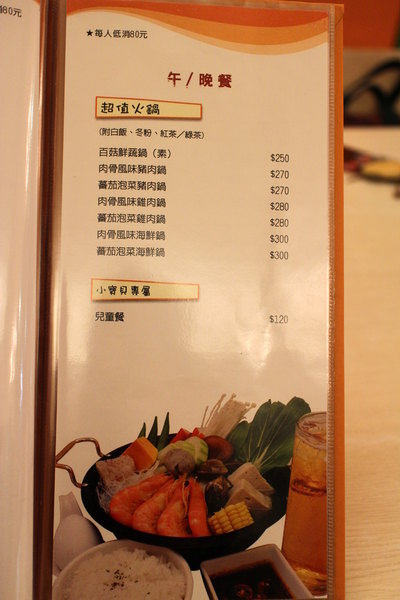 80元
★每人低消80元
午/晚餐
超值火鍋
(附白飯、冬粉、紅茶/綠茶)
百菇鮮蔬鍋(素) $250
肉骨風味豬肉鍋 $270
蕃茄泡菜豬肉鍋 $270
肉骨風味雞肉鍋 $280
蕃茄泡菜雞肉鍋 $280
肉骨風味海鮮鍋 $300
蕃茄泡菜海鮮鍋 $300
小寶貝專屬
兒童餐 $120